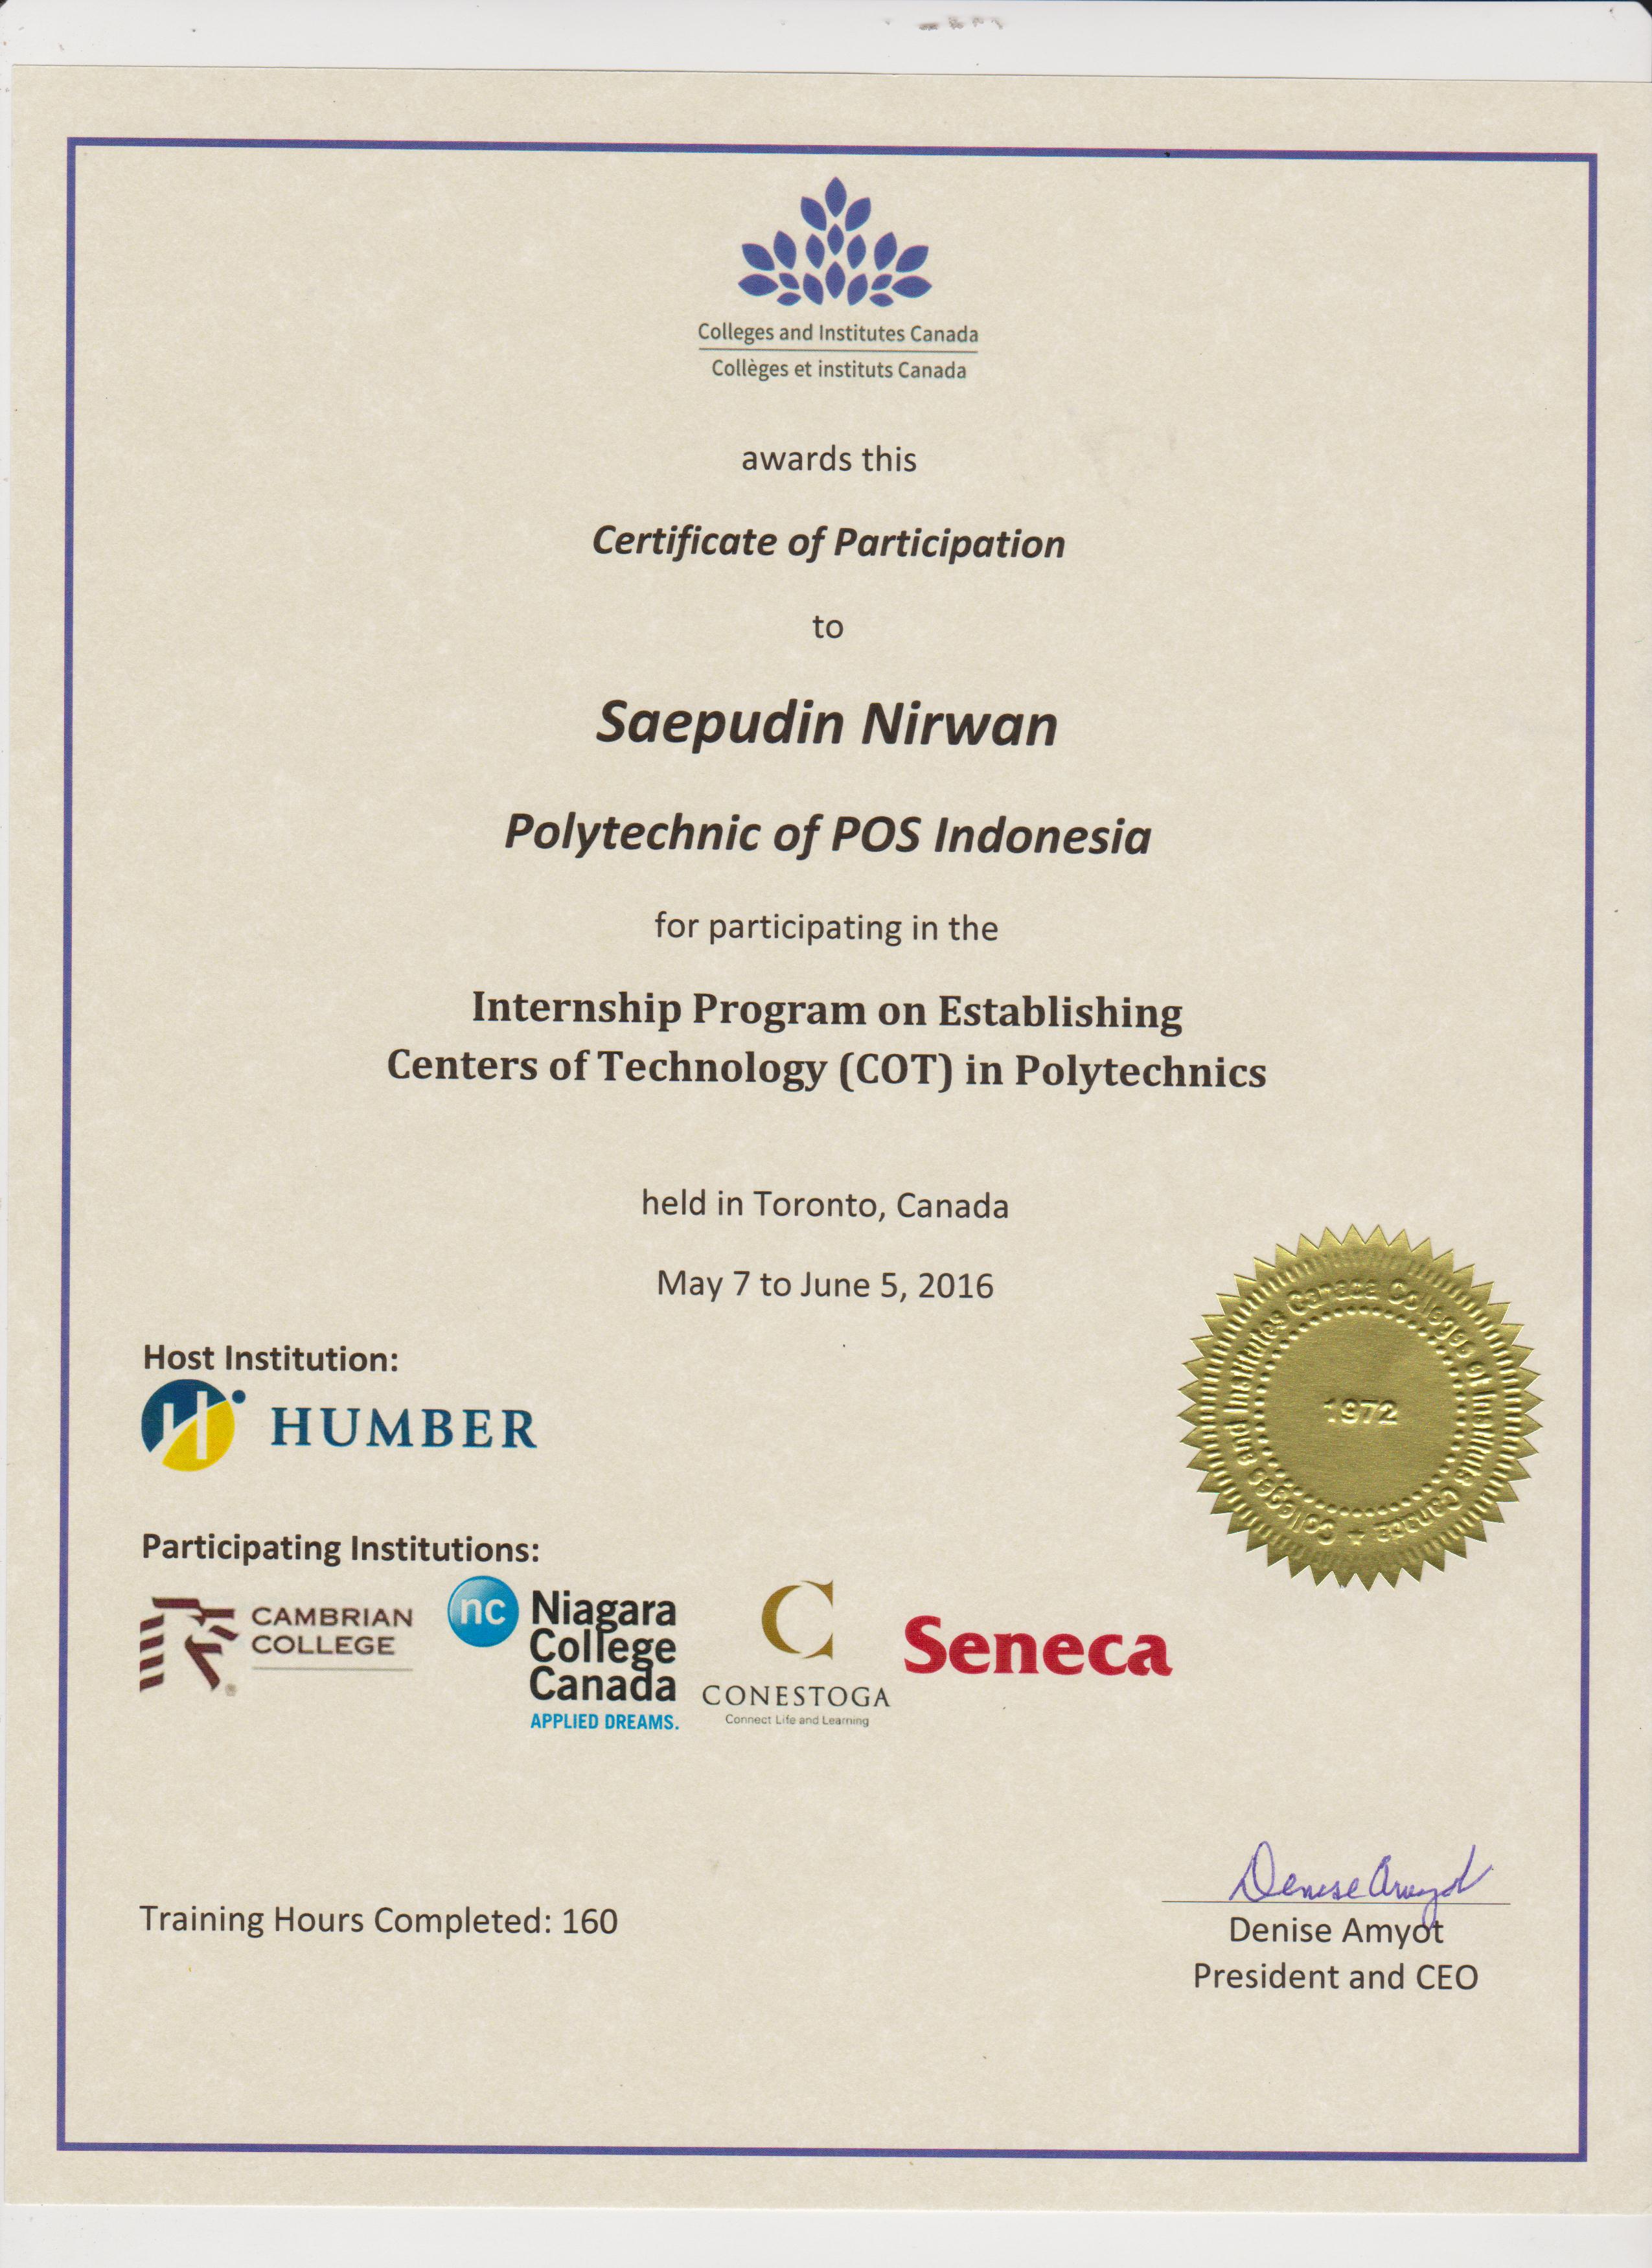 Colleges and Institutes Canada
Collèges et instituts Canada
awards this
Certificate of Participation
to
Saepudin Nirwan
Polytechnic of POS Indonesia
for participating in the
Internship Program on Establishing
Centers of Technology (COT) in Polytechnics
held in Toronto, Canada
May 7 to June 5, 2016
Host Institution:
HUMBER
Colleges and Institutes Canada Colleges et Instituts Canada
1972
Participating Institutions:
CAMBRIAN
COLLEGE
nc
Niagara
College
Canada
APPLIED DREAMS.
C
CONESTOGA
Connect Life and Learning
Seneca
Denise Amyot
Training Hours Completed: 160
Denise Amyot
President and CEO